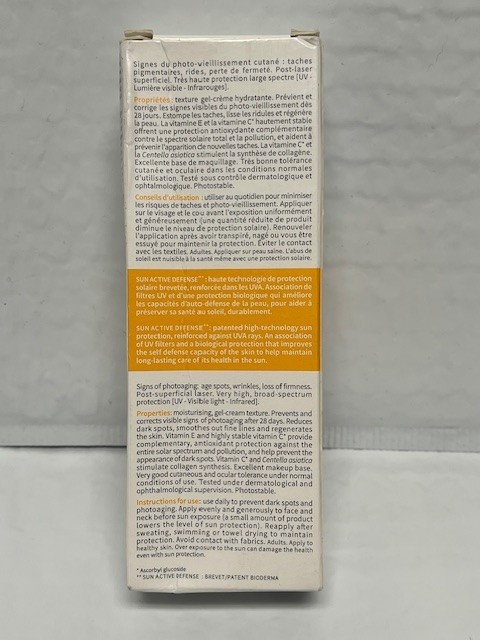 Signes du photo-vieillissement cutané : taches
pigmentaires, rides, perte de fermeté. Post-laser
superficiel. Très haute protection large spectre [UV -
Lumière visible - Infrarouges].
Propriétés : texture gel-crème hydratante. Prévient et
corrige les signes visibles du photo-vieillissement dès
28 jours. Estompe les taches, lisse les ridules et régénère
la peau. La vitamine E et la vitamine C* hautement stable
offrent une protection antioxydante complémentaire
contre le spectre solaire total et la pollution, et aident à
prévenir l'apparition de nouvelles taches. La vitamine C* et
la Centella asiatica stimulent la synthèse de collagène.
Excellente base de maquillage. Très bonne tolérance
cutanée et oculaire dans les conditions normales
d'utilisation. Testé sous contrôle dermatologique et
ophtalmologique. Photostable.
Conseils d'utilisation : utiliser au quotidien pour minimiser
les risques de taches et photo-vieillissement. Appliquer
sur le visage et le cou avant l'exposition uniformément
et généreusement (une quantité réduite de produit
diminue le niveau de protection solaire). Renouveler
l'application après avoir transpiré, nagé ou vous être
essuyé pour maintenir la protection. Éviter le contact
avec les textiles. Adultes. Appliquer sur peau saine. L'abus de
soleil est nuisible à la santé même avec une protection solaire.
SUN ACTIVE DEFENSE** : haute technologie de protection
solaire brevetée, renforcée dans les UVA. Association de
filtres UV et d'une protection biologique qui améliore
les capacités d'auto-défense de la peau, pour aider à
préserver sa santé au soleil, durablement.
SUN ACTIVE DEFENSE** : patented high-technology sun
protection, reinforced against UVA rays. An association
of UV filters and a biological protection that improves
the self defense capacity of the skin to help maintain
long-lasting care of its health in the sun.
Signs of photoaging: age spots, wrinkles, loss of firmness.
Post-superficial laser. Very high, broad-spectrum
protection [UV - Visible light - Infrared].
Properties: moisturising, gel-cream texture. Prevents and
corrects visible signs of photoaging after 28 days. Reduces
dark spots, smoothes out fine lines and regenerates
the skin. Vitamin E and highly stable vitamin C* provide
complementary, antioxidant protection against the
entire solar spectrum and pollution, and help prevent the
appearance of dark spots. Vitamin C* and Centella asiatica
stimulate collagen synthesis. Excellent makeup base.
Very good cutaneous and ocular tolerance under normal
conditions of use. Tested under dermatological and
ophthalmological supervision. Photostable.
Instructions for use: use daily to prevent dark spots and
photoaging. Apply evenly and generously to face and
neck before sun exposure (a small amount of product
lowers the level of sun protection). Reapply after
sweating, swimming or towel drying to maintain
protection. Avoid contact with fabrics. Adults. Apply to
healthy skin. Over exposure to the sun can damage the health
even with sun protection.
* Ascorbyl glucoside
** SUN ACTIVE DEFENSE : BREVET/PATENT BIODERMA